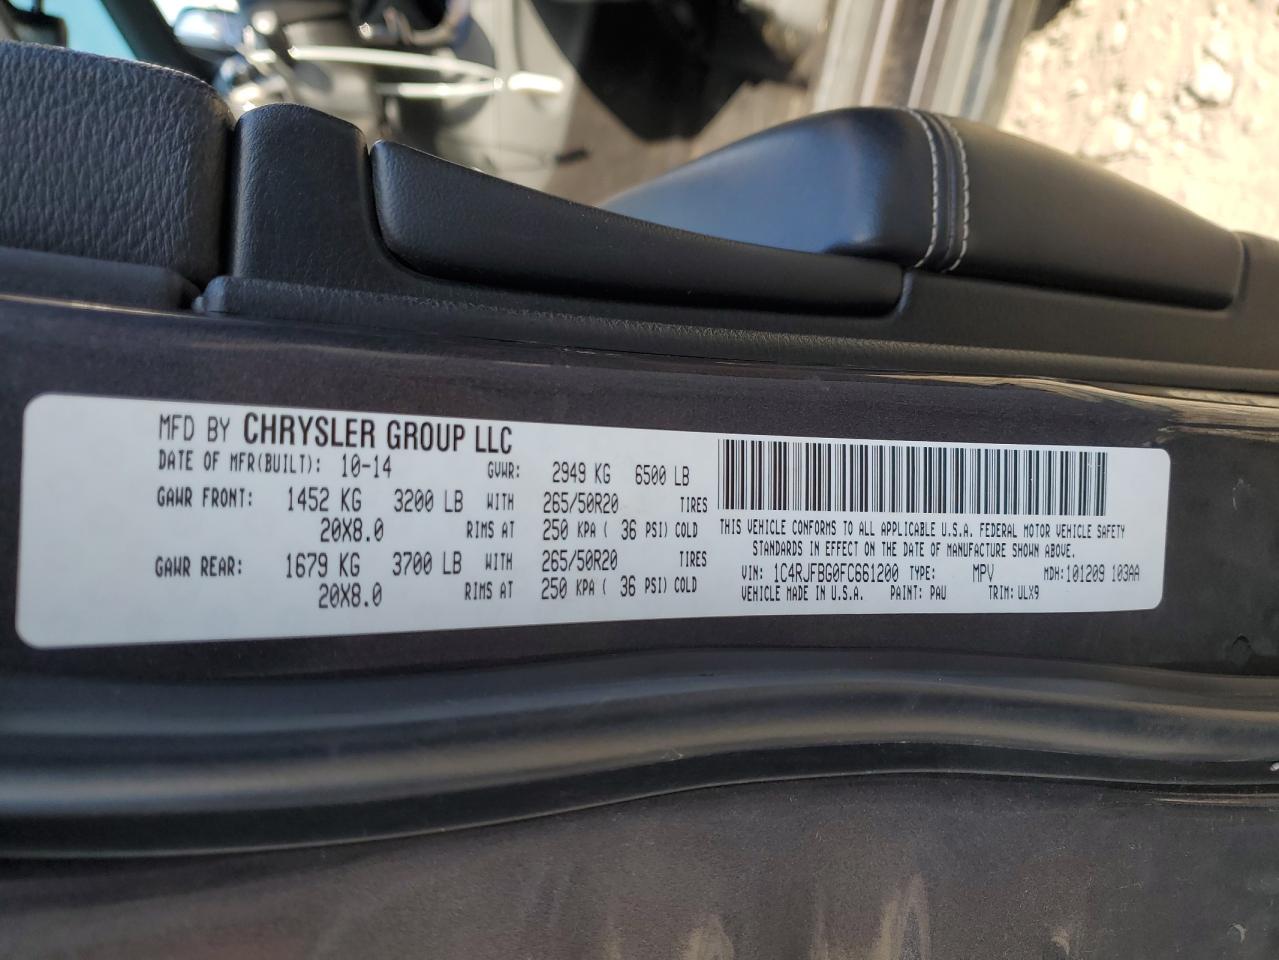 MFD BY CHRYSLER GROUP LLC
DATE OF MFR(BUILT): 10-14 GVWR: 2949 KG 6500 LB
GAWR FRONT: 1452 KG 3200 LB WITH 265/50R20 TIRES
20X8.0 RIMS AT 250 KPA ( 36 PSI) COLD
GAWR REAR: 1679 KG 3700 LB WITH 265/50R20 TIRES
20X8.0 RIMS AT 250 KPA ( 36 PSI) COLD
THIS VEHICLE CONFORMS TO ALL APPLICABLE U.S.A. FEDERAL MOTOR VEHICLE SAFETY
STANDARDS IN EFFECT ON THE DATE OF MANUFACTURE SHOWN ABOVE.
VIN: 1C4RJFBG0FC661200 TYPE: MPV MDH:101209 103AA
VEHICLE MADE IN U.S.A. PAINT: PAU TRIM: ULX9